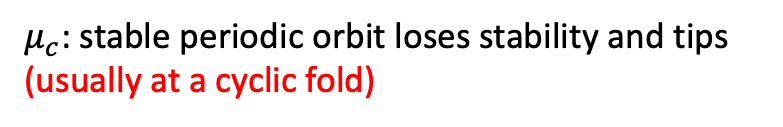 μc: stable periodic orbit loses stability and tips
(usually at a cyclic fold)